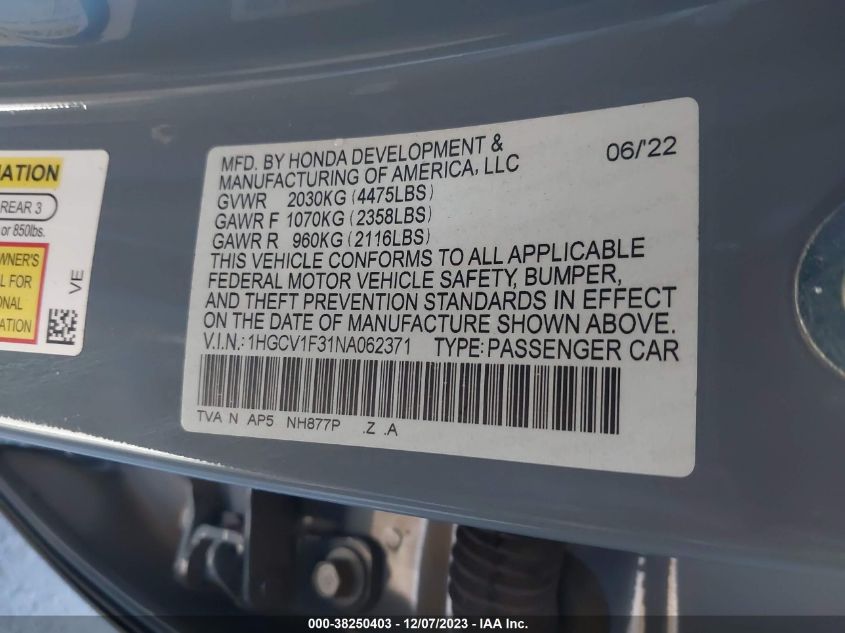 MATION
REAR 3
or 850lbs.
OWNER'S
L FOR
ONAL
ATION
VE
MFD. BY HONDA DEVELOPMENT & 06/'22
MANUFACTURING OF AMERICA, LLC
GVWR 2030KG (4475LBS)
GAWR F 1070KG (2358LBS)
GAWR R 960KG (2116LBS)
THIS VEHICLE CONFORMS TO ALL APPLICABLE
FEDERAL MOTOR VEHICLE SAFETY, BUMPER,
AND THEFT PREVENTION STANDARDS IN EFFECT
ON THE DATE OF MANUFACTURE SHOWN ABOVE.
V.I.N.: 1HGCV1F31NA062371 TYPE: PASSENGER CAR
TVA N AP5 NH877P .Z .A
000-38250403 - 12/07/2023 - IAAI.com.